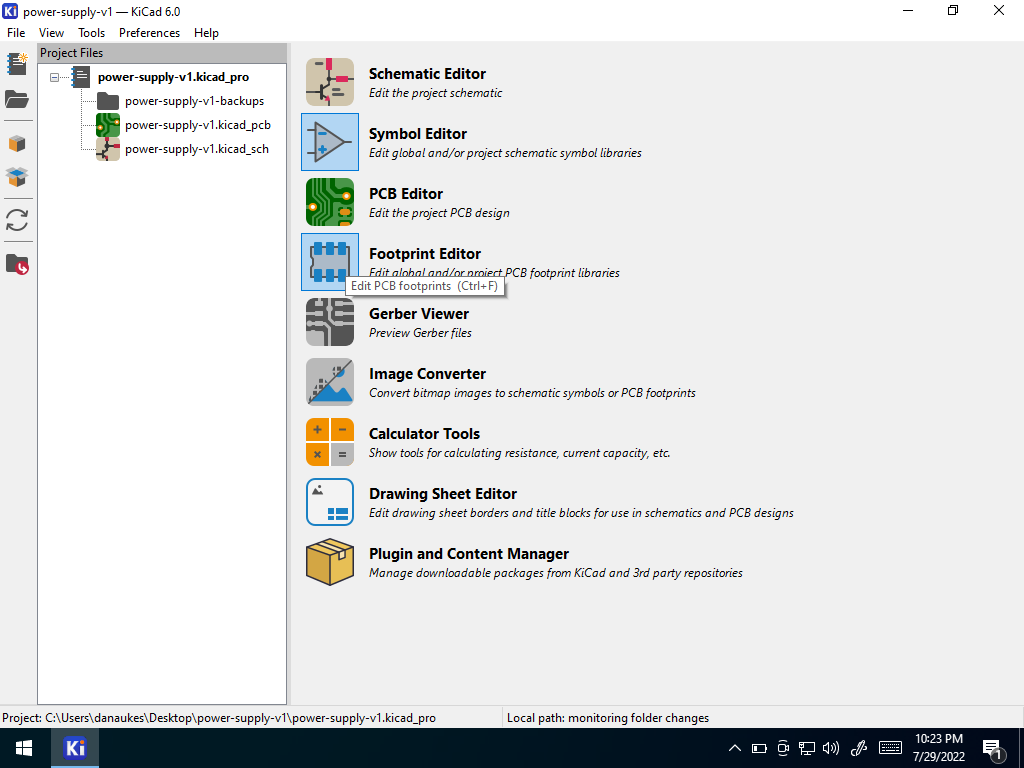 power-supply-v1 — KiCad 6.0
File View Tools Preferences Help
Project Files
power-supply-v1.kicad_pro
power-supply-v1-backups
power-supply-v1.kicad_pcb
power-supply-v1.kicad_sch
Schematic Editor
Edit the project schematic
Symbol Editor
Edit global and/or project schematic symbol libraries
PCB Editor
Edit the project PCB design
Footprint Editor
Edit global and/or project PCB footprint libraries
Edit PCB footprints (Ctrl+F)
Gerber Viewer
Preview Gerber files
Image Converter
Convert bitmap images to schematic symbols or PCB footprints
Calculator Tools
Show tools for calculating resistance, current capacity, etc.
Drawing Sheet Editor
Edit drawing sheet borders and title blocks for use in schematics and PCB designs
Plugin and Content Manager
Manage downloadable packages from KiCad and 3rd party repositories
Project: C:\Users\danaukes\Desktop\power-supply-v1\power-supply-v1.kicad_pro
Local path: monitoring folder changes
Ki
10:23 PM
7/29/2022
1